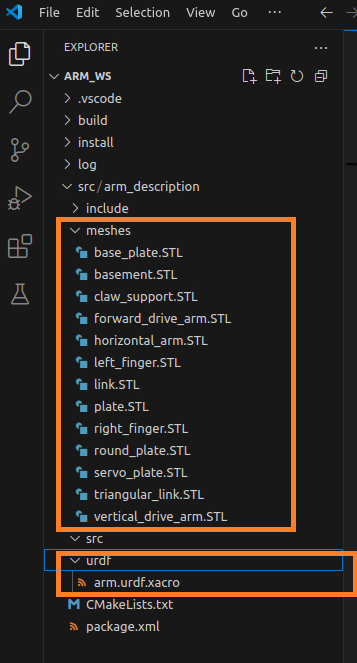 File Edit Selection View Go ...
EXPLORER ...
ARM_WS
.vscode
build
install
log
src/arm_description
include
meshes
base_plate.STL
basement.STL
claw_support.STL
forward_drive_arm.STL
horizontal_arm.STL
left_finger.STL
link.STL
plate.STL
right_finger.STL
round_plate.STL
servo_plate.STL
triangular_link.STL
vertical_drive_arm.STL
src
urdf
arm.urdf.xacro
M CMakeLists.txt
package.xml